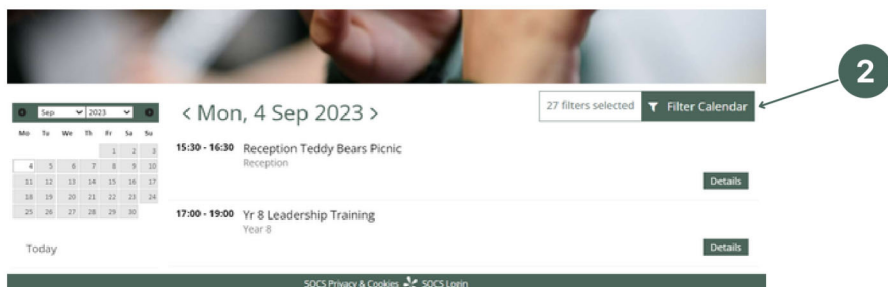 2
27 filters selected Filter Calendar
Sep 2023
< Mon, 4 Sep 2023 >
Mo Tu We Th Fr Sa Su
1 2 3
4 5 6 7 8 9 10
11 12 13 14 15 16 17
18 19 20 21 22 23 24
25 26 27 28 29 30
Today
15:30 - 16:30 Reception Teddy Bears Picnic
Reception
Details
17:00 - 19:00 Yr 8 Leadership Training
Year 8
Details
SOCS Privacy & Cookies SOCS Login